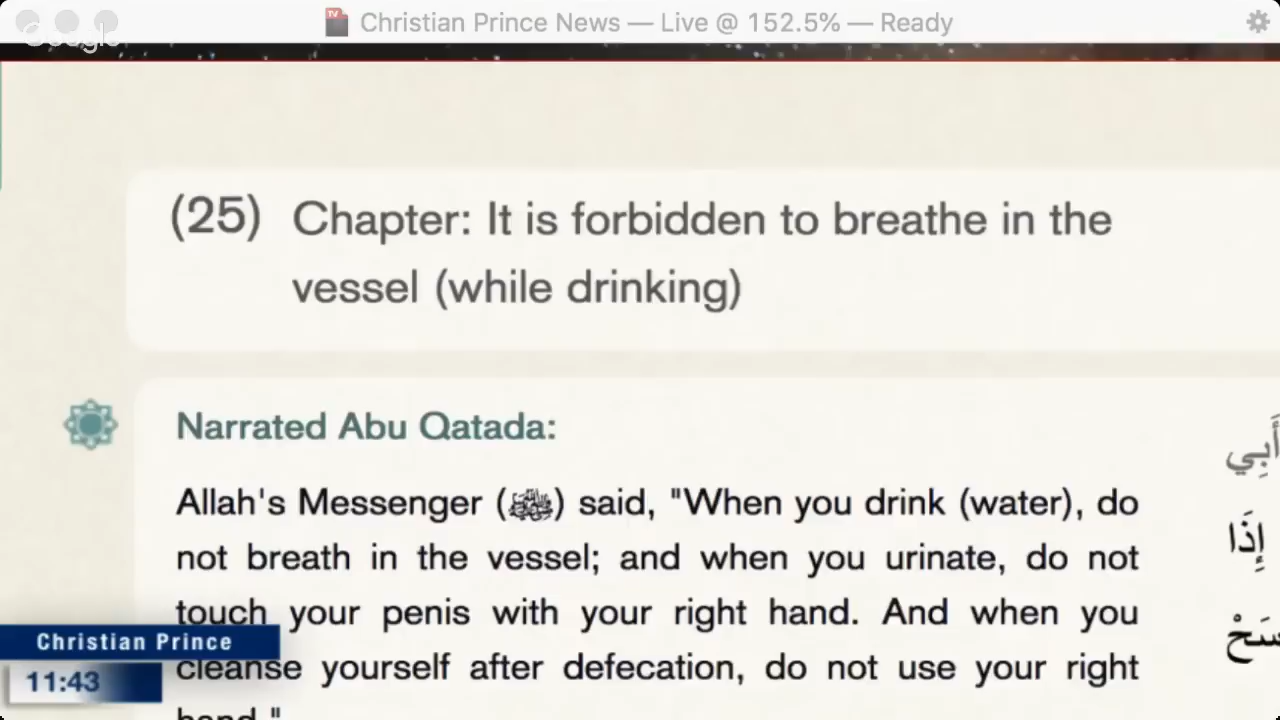 Christian Prince News — Live @ 152.5% — Ready
Google
(25) Chapter: It is forbidden to breathe in the
vessel (while drinking)
Narrated Abu Qatada:
أَبِي
Allah's Messenger (ﷺ) said, "When you drink (water), do
إِذَا
not breath in the vessel; and when you urinate, do not
touch your penis with your right hand. And when you
cleanse yourself after defecation, do not use your right
hand."
Christian Prince
11:43